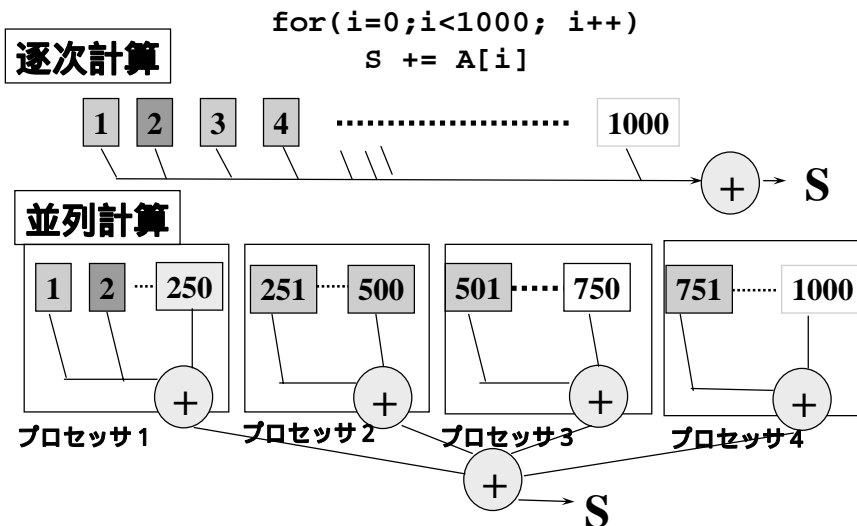 for(i=0;i<1000; i++)
S += A[i]
逐次計算
1 2 3 4 ……………………… 1000
+ S
並列計算
1 2 …… 250
251 …… 500
501 …… 750
751 …… 1000
+ + + +
プロセッサ1 プロセッサ2 プロセッサ3 プロセッサ4
+ S